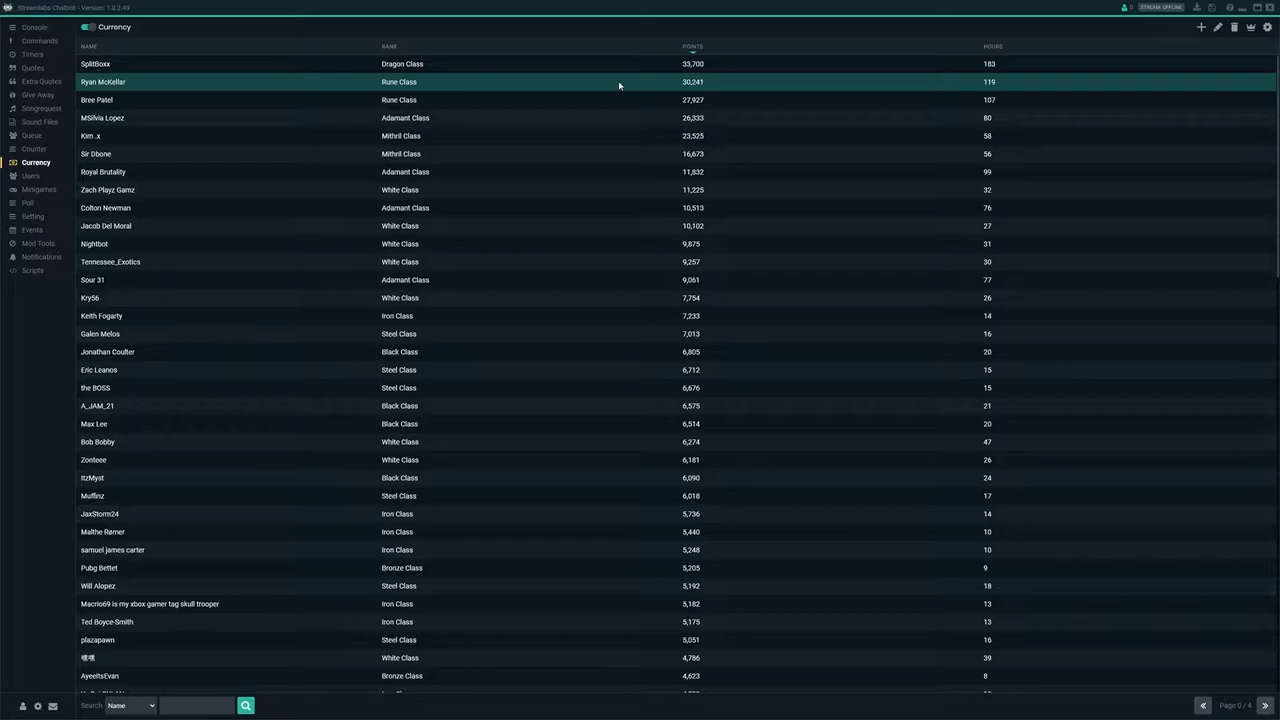 Streamlabs Chatbot - Version: 1.0.2.49
0 STREAM OFFLINE
Console
Commands
Timers
Quotes
Extra Quotes
Give Away
Songrequest
Sound Files
Queue
Counter
Currency
Users
Minigames
Poll
Betting
Events
Mod Tools
Notifications
Scripts
Currency
NAME RANK POINTS HOURS
SplitBoxx Dragon Class 33,700 183
Ryan McKellar Rune Class 30,241 119
Bree Patel Rune Class 27,927 107
MSilvia Lopez Adamant Class 26,333 80
Kim .x Mithril Class 23,525 58
Sir Dbone Mithril Class 16,673 56
Royal Brutality Adamant Class 11,832 99
Zach Playz Gamz White Class 11,225 32
Colton Newman Adamant Class 10,513 76
Jacob Del Moral White Class 10,102 27
Nightbot White Class 9,875 31
Tennessee_Exotics White Class 9,257 30
Sour 31 Adamant Class 9,061 77
Kry56 White Class 7,754 26
Keith Fogarty Iron Class 7,233 14
Galen Melos Steel Class 7,013 16
Jonathan Coulter Black Class 6,805 20
Eric Leanos Steel Class 6,712 15
the BOSS Steel Class 6,676 15
A_JAM_21 Black Class 6,575 21
Max Lee Black Class 6,514 20
Bob Bobby White Class 6,274 47
Zonteee White Class 6,181 26
ItzMyst Black Class 6,090 24
Muffinz Steel Class 6,018 17
JaxStorm24 Iron Class 5,736 14
Malthe Rømer Iron Class 5,440 10
samuel james carter Iron Class 5,248 10
Pubg Bettet Bronze Class 5,205 9
Will Alopez Steel Class 5,192 18
Macrio69 is my xbox gamer tag skull trooper Iron Class 5,182 13
Ted Boyce-Smith Iron Class 5,175 13
plazapawn Steel Class 5,051 16
嘿嘿 White Class 4,786 39
AyeeItsEvan Bronze Class 4,623 8
Search Name Page 0 / 4